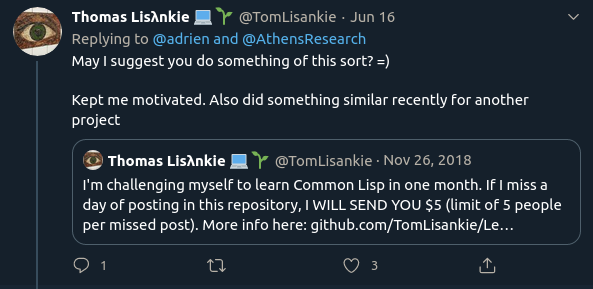 Thomas Lisλnkie 💻🌱 @TomLisankie · Jun 16
Replying to @adrien and @AthensResearch
May I suggest you do something of this sort? =)
Kept me motivated. Also did something similar recently for another
project
Thomas Lisλnkie 💻🌱 @TomLisankie · Nov 26, 2018
I'm challenging myself to learn Common Lisp in one month. If I miss a
day of posting in this repository, I WILL SEND YOU $5 (limit of 5 people
per missed post). More info here: github.com/TomLisankie/Le…
1
3